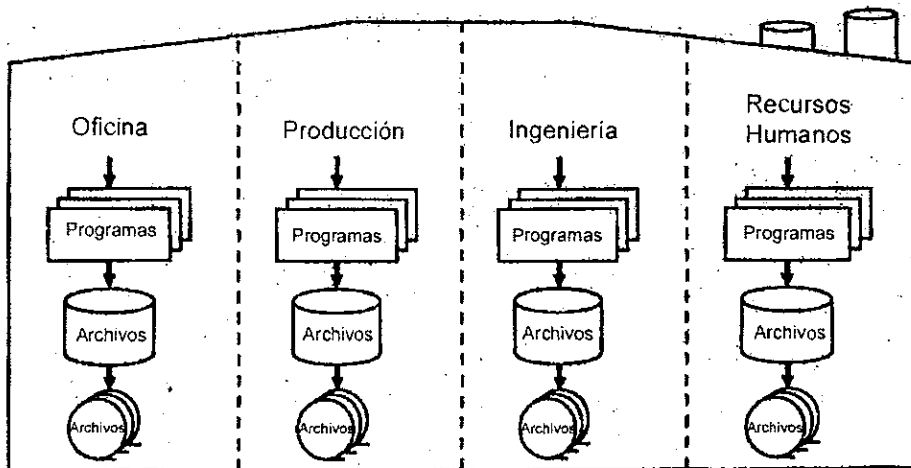 Oficina
Producción
Ingeniería
Recursos
Humanos
Programas
Programas
Programas
Programas
Archivos
Archivos
Archivos
Archivos
Archivos
Archivos
Archivos
Archivos